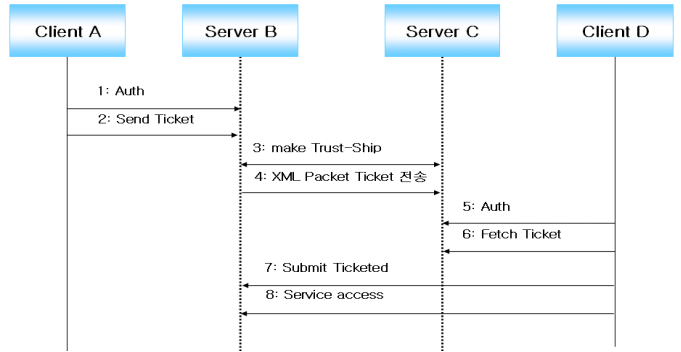 Client A
Server B
Server C
Client D
1: Auth
2: Send Ticket
3: make Trust-Ship
4: XML Packet Ticket 전송
5: Auth
6: Fetch Ticket
7: Submit Ticketed
8: Service access